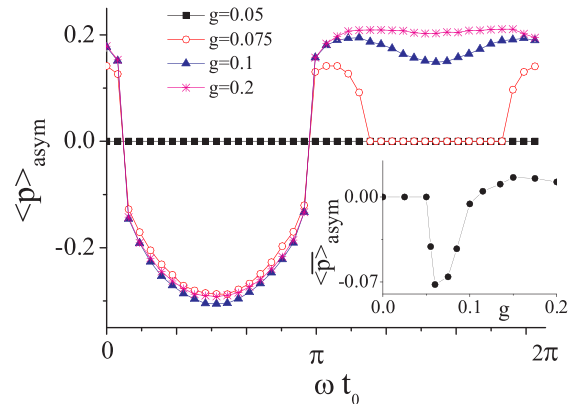 g=0.05
g=0.075
g=0.1
g=0.2
0.2
0.0
-0.2
<p>asym
0
π
2π
ω t0
0.00
-0.07
<p>asym
0.0
0.1
g
0.2